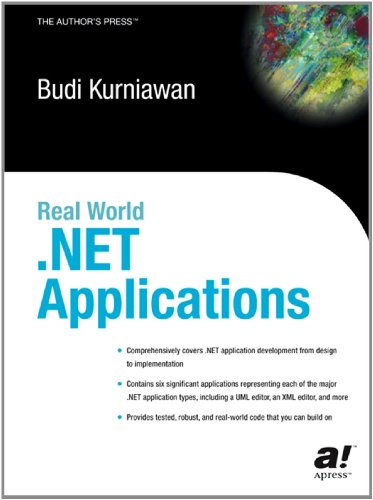 THE AUTHOR'S PRESS™
Budi Kurniawan
Real World
.NET
Applications
• Comprehensively covers .NET application development from design
to implementation
• Contains six significant applications representing each of the major
.NET application types, including a UML editor, an XML editor, and more
• Provides tested, robust, and real-world code that you can build on
a!
Apress™